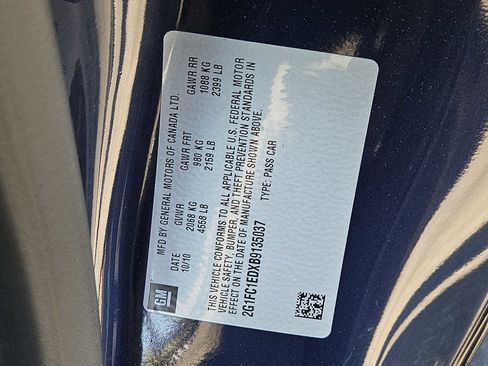 GM
MFD BY GENERAL MOTORS OF CANADA LTD.
DATE GVWR GAWR FRT GAWR RR
10/10 2068 KG 980 KG 1088 KG
4558 LB 2159 LB 2399 LB
THIS VEHICLE CONFORMS TO ALL APPLICABLE U.S. FEDERAL MOTOR
VEHICLE SAFETY, BUMPER, AND THEFT PREVENTION STANDARDS IN
EFFECT ON THE DATE OF MANUFACTURE SHOWN ABOVE.
2G1FC1EDXB9135037 TYPE: PASS CAR